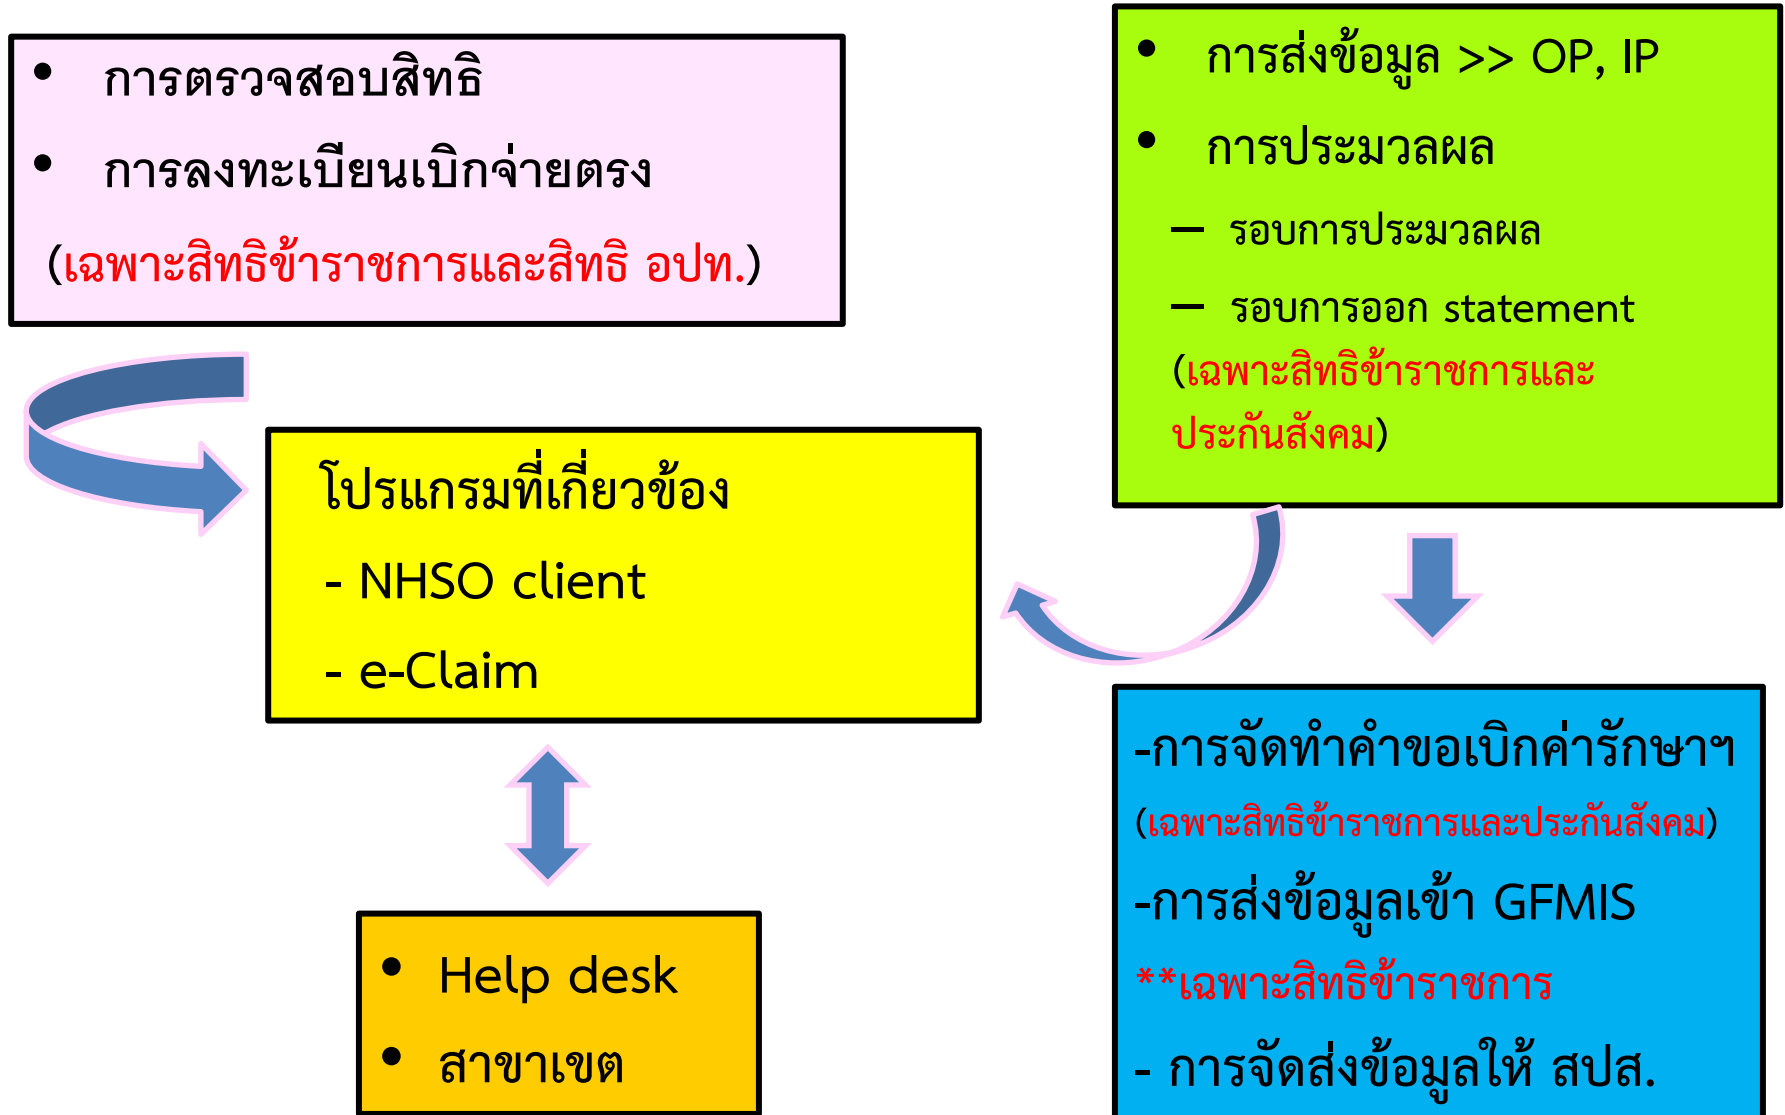 • การตรวจสอบสิทธิ
• การลงทะเบียนเบิกจ่ายตรง
(เฉพาะสิทธิข้าราชการและสิทธิ อปท.)
• การส่งข้อมูล >> OP, IP
• การประมวลผล
– รอบการประมวลผล
– รอบการออก statement
(เฉพาะสิทธิข้าราชการและ
ประกันสังคม)
โปรแกรมที่เกี่ยวข้อง
- NHSO client
- e-Claim
-การจัดทำคำขอเบิกค่ารักษาฯ
(เฉพาะสิทธิข้าราชการและประกันสังคม)
-การส่งข้อมูลเข้า GFMIS
**เฉพาะสิทธิข้าราชการ
- การจัดส่งข้อมูลให้ สปส.
• Help desk
• สาขาเขต